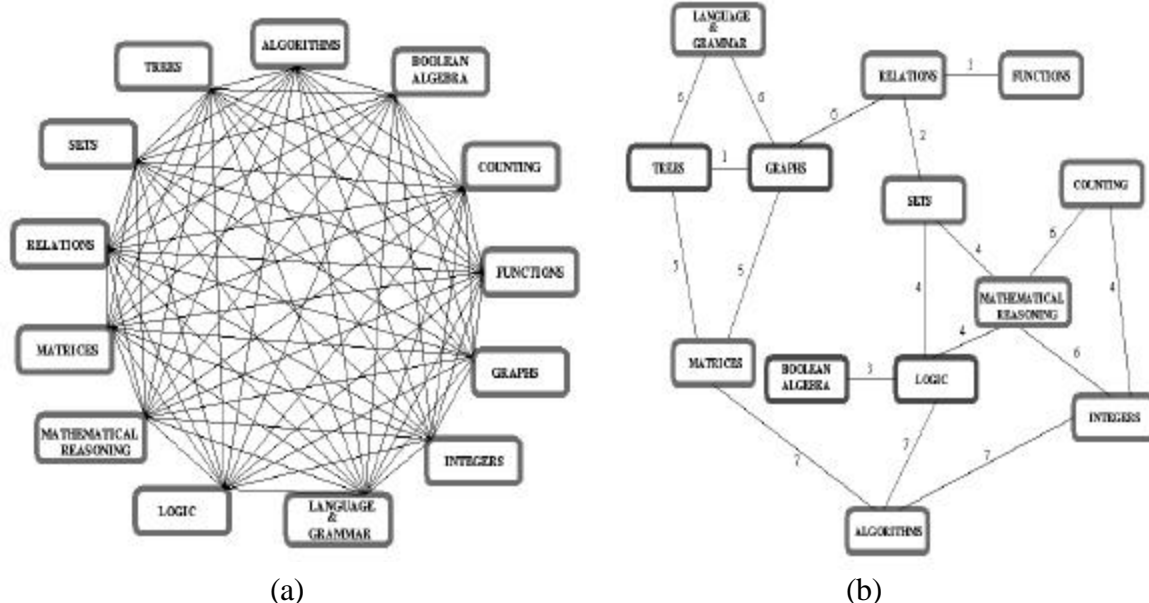 ALGORITHMS
TREES
BOOLEAN
ALGEBRA
SETS
COUNTING
RELATIONS
FUNCTIONS
MATRICES
GRAPHS
MATHEMATICAL
REASONING
INTEGERS
LOGIC
LANGUAGE
&
GRAMMAR
(a)
LANGUAGE
&
GRAMMAR
RELATIONS
1
FUNCTIONS
6
6
6
2
TREES
1
GRAPHS
COUNTING
SETS
6
4
5
5
4
4
MATHEMATICAL
REASONING
4
6
MATRICES
BOOLEAN
ALGEBRA
3
LOGIC
INTEGERS
7
7
7
ALGORITHMS
(b)